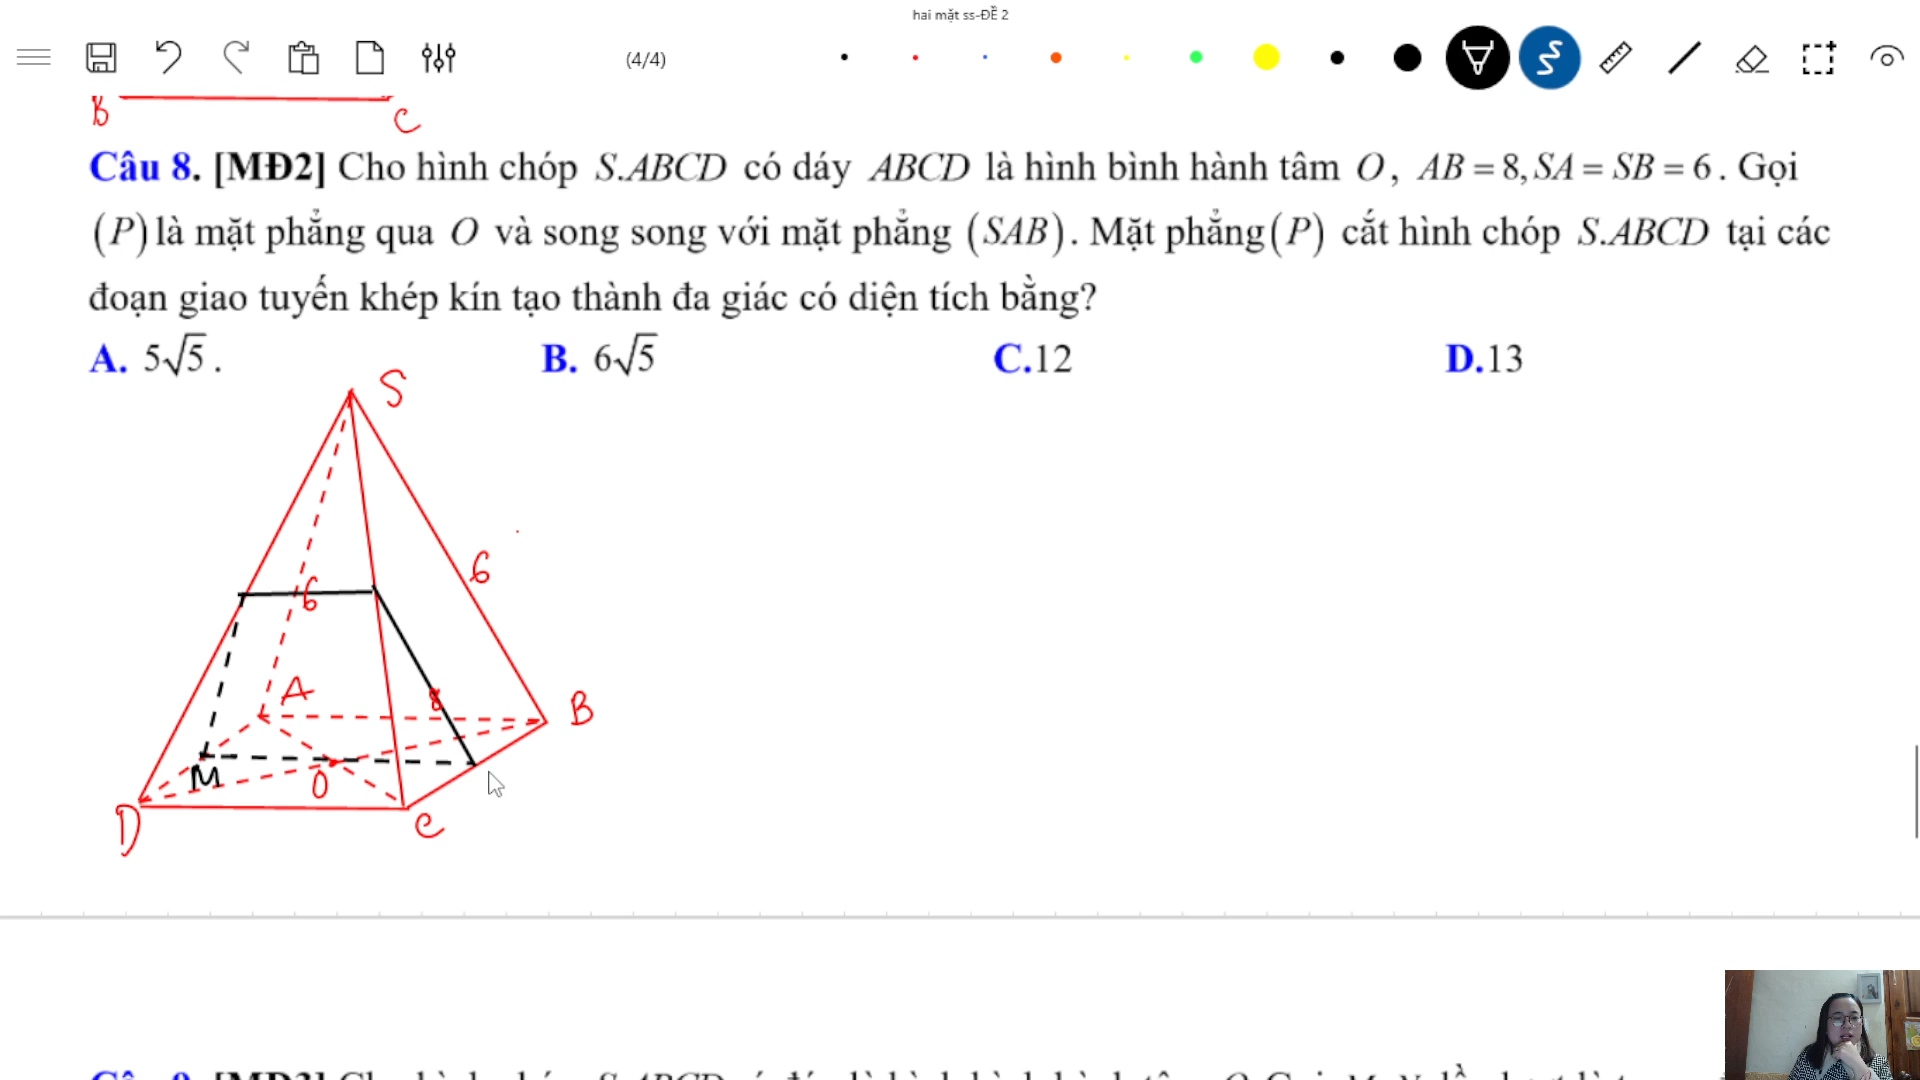 hai mặt ss-ĐỀ 2
(4/4)
B C
Câu 8. [MĐ2] Cho hình chóp S.ABCD có dáy ABCD là hình bình hành tâm O, AB = 8, SA = SB = 6. Gọi
(P) là mặt phẳng qua O và song song với mặt phẳng (SAB). Mặt phẳng(P) cắt hình chóp S.ABCD tại các
đoạn giao tuyến khép kín tạo thành đa giác có diện tích bằng?
A. 5√5. B. 6√5 C.12 D.13
S
6
6
A 8 B
M O
D C